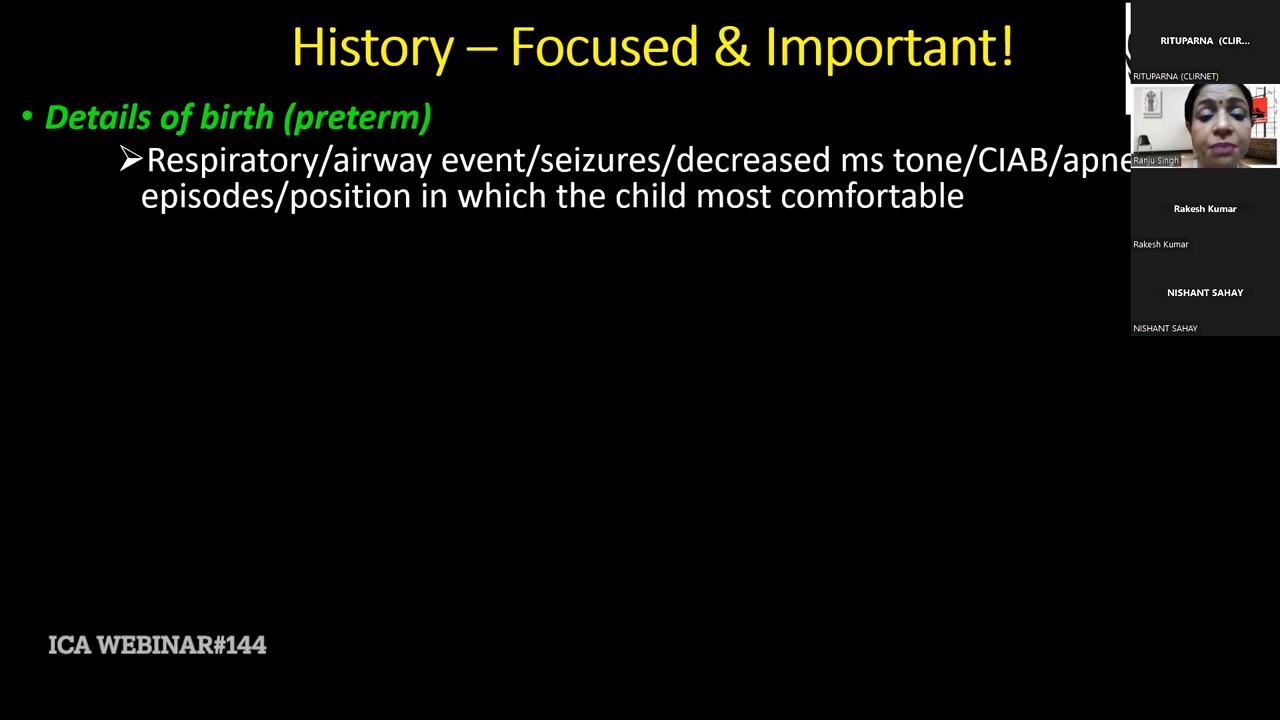 History – Focused & Important!
• Details of birth (preterm)
➢Respiratory/airway event/seizures/decreased ms tone/CIAB/apne
episodes/position in which the child most comfortable
ICA WEBINAR#144
RITUPARNA (CLIR...
RITUPARNA (CLIRNET)
Ranju Singh
Rakesh Kumar
Rakesh Kumar
NISHANT SAHAY
NISHANT SAHAY